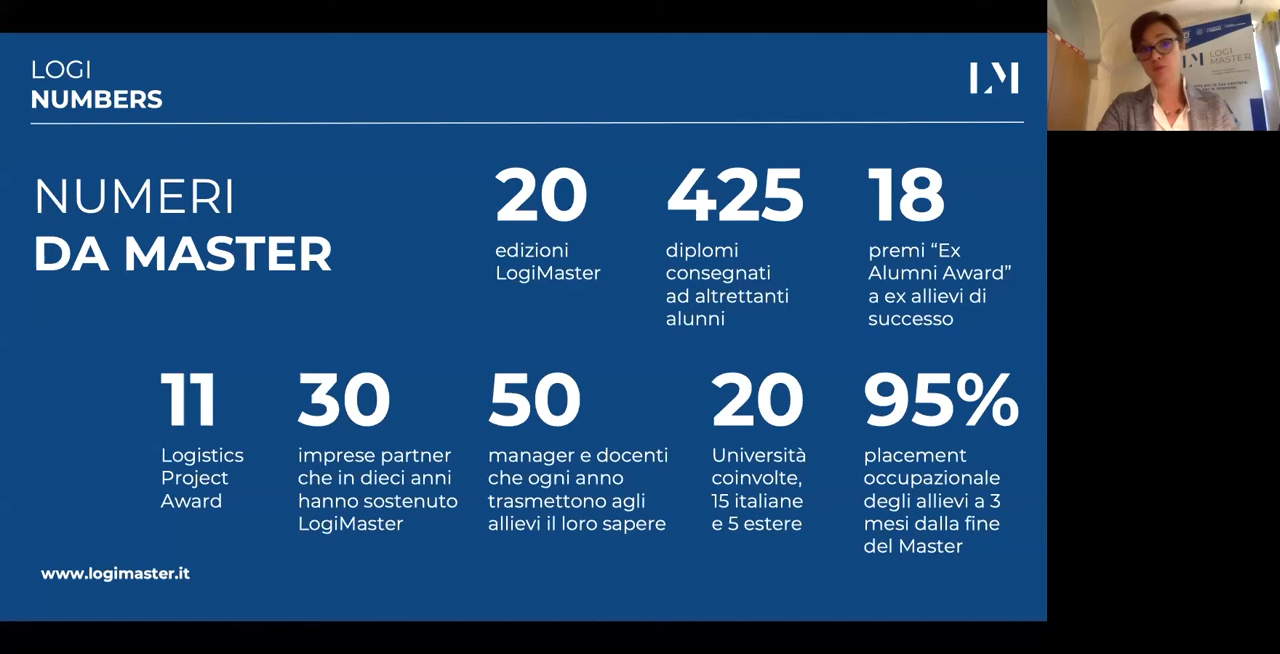 LOGI
NUMBERS
LM
NUMERI
DA MASTER
20
edizioni
LogiMaster
425
diplomi
consegnati
ad altrettanti
alunni
18
premi “Ex
Alumni Award”
a ex allievi di
successo
11
Logistics
Project
Award
30
imprese partner
che in dieci anni
hanno sostenuto
LogiMaster
50
manager e docenti
che ogni anno
trasmettono agli
allievi il loro sapere
20
Università
coinvolte,
15 italiane
e 5 estere
95%
placement
occupazionale
degli allievi a 3
mesi dalla fine
del Master
www.logimaster.it
LM
LOGI
MASTER